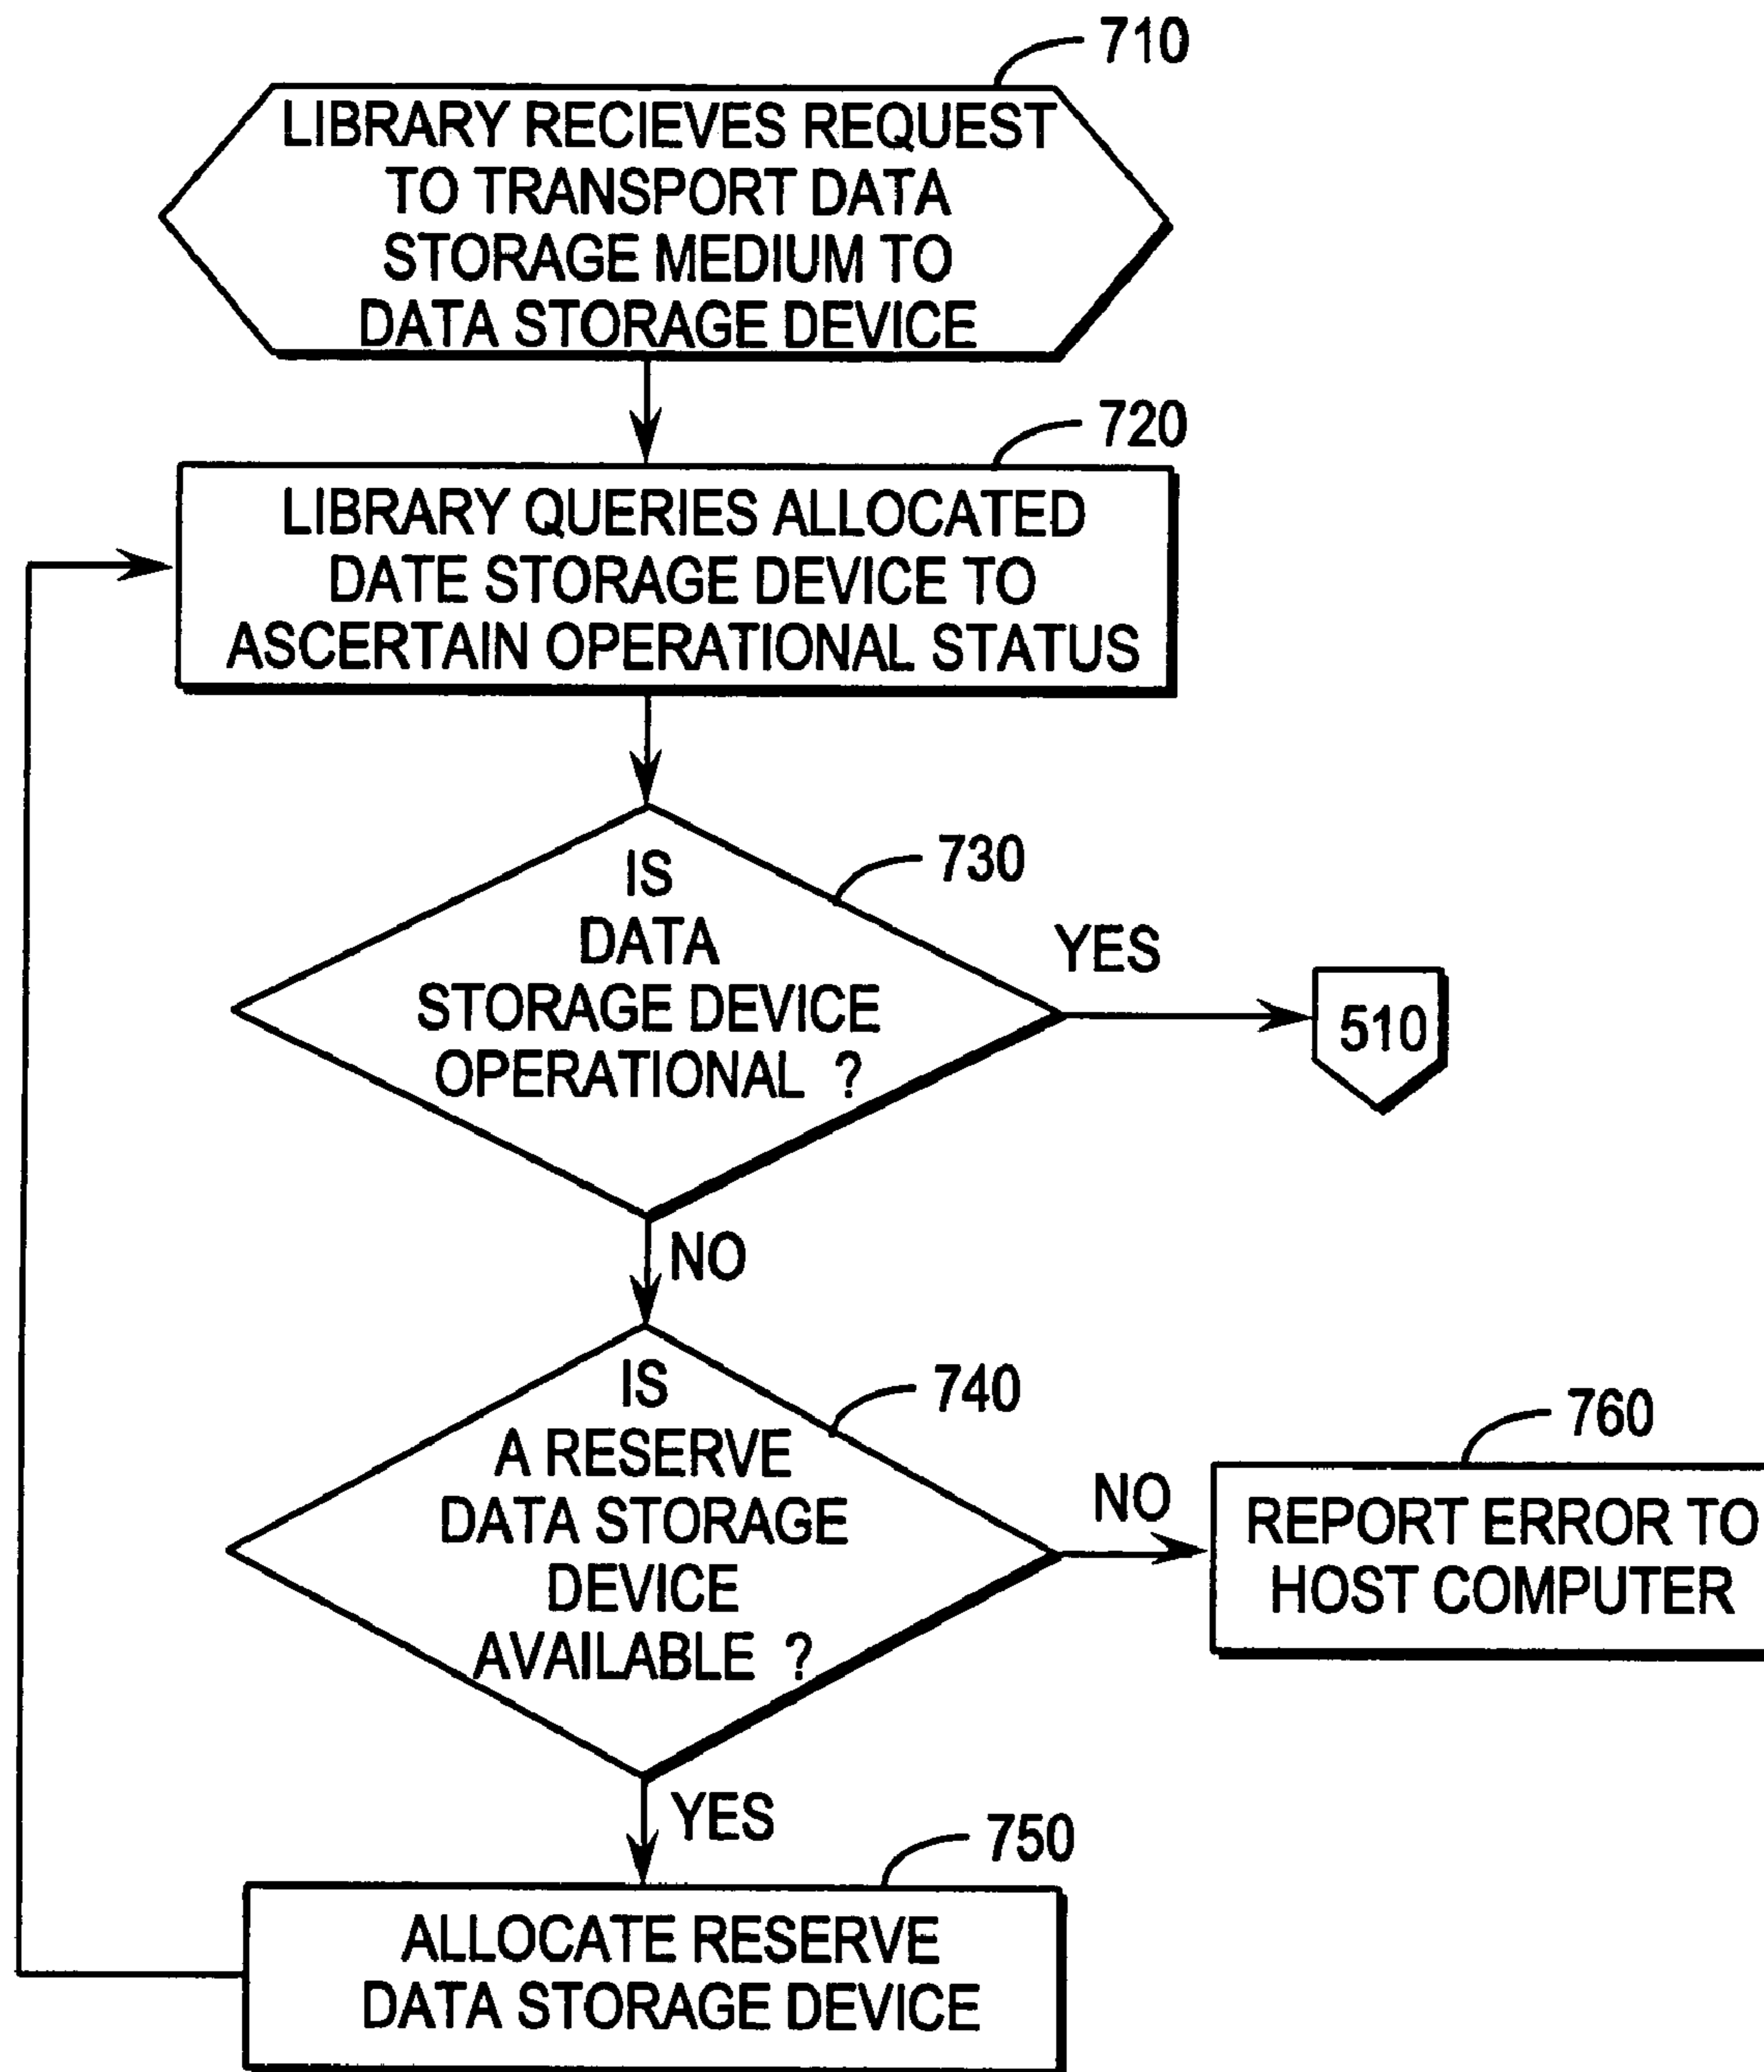 710
LIBRARY RECIEVES REQUEST
TO TRANSPORT DATA
STORAGE MEDIUM TO
DATA STORAGE DEVICE
720
LIBRARY QUERIES ALLOCATED
DATE STORAGE DEVICE TO
ASCERTAIN OPERATIONAL STATUS
730
IS
DATA
STORAGE DEVICE
OPERATIONAL ?
YES
510
NO
740
IS
A RESERVE
DATA STORAGE
DEVICE
AVAILABLE ?
NO
760
REPORT ERROR TO
HOST COMPUTER
YES
750
ALLOCATE RESERVE
DATA STORAGE DEVICE